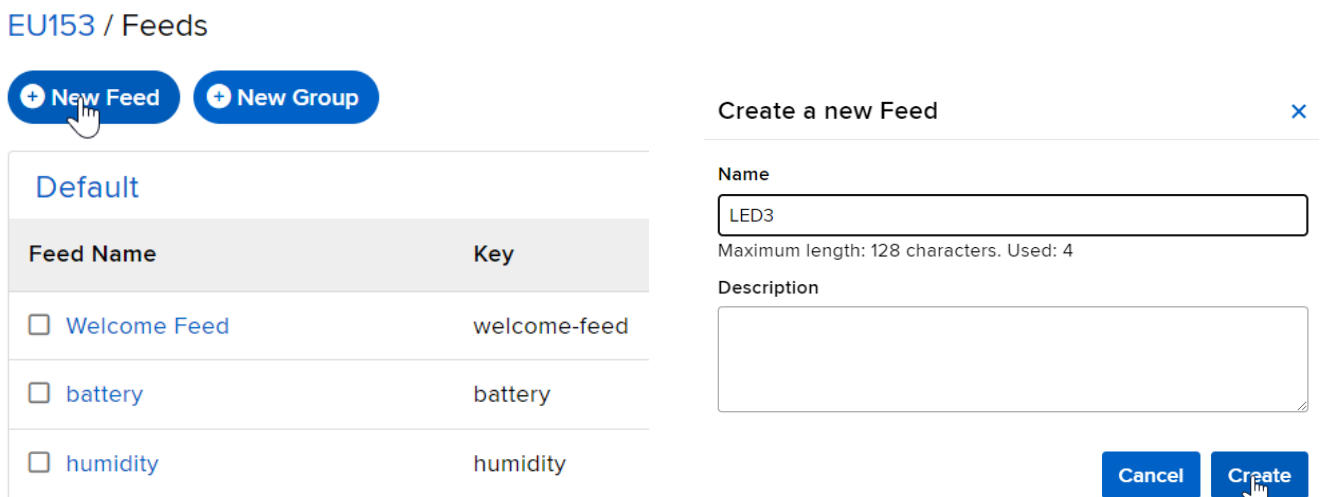 EU153 / Feeds
New Feed
New Group
Default
Feed Name Key
Welcome Feed welcome-feed
battery battery
humidity humidity
Create a new Feed
Name
LED3
Maximum length: 128 characters. Used: 4
Description
Cancel Create